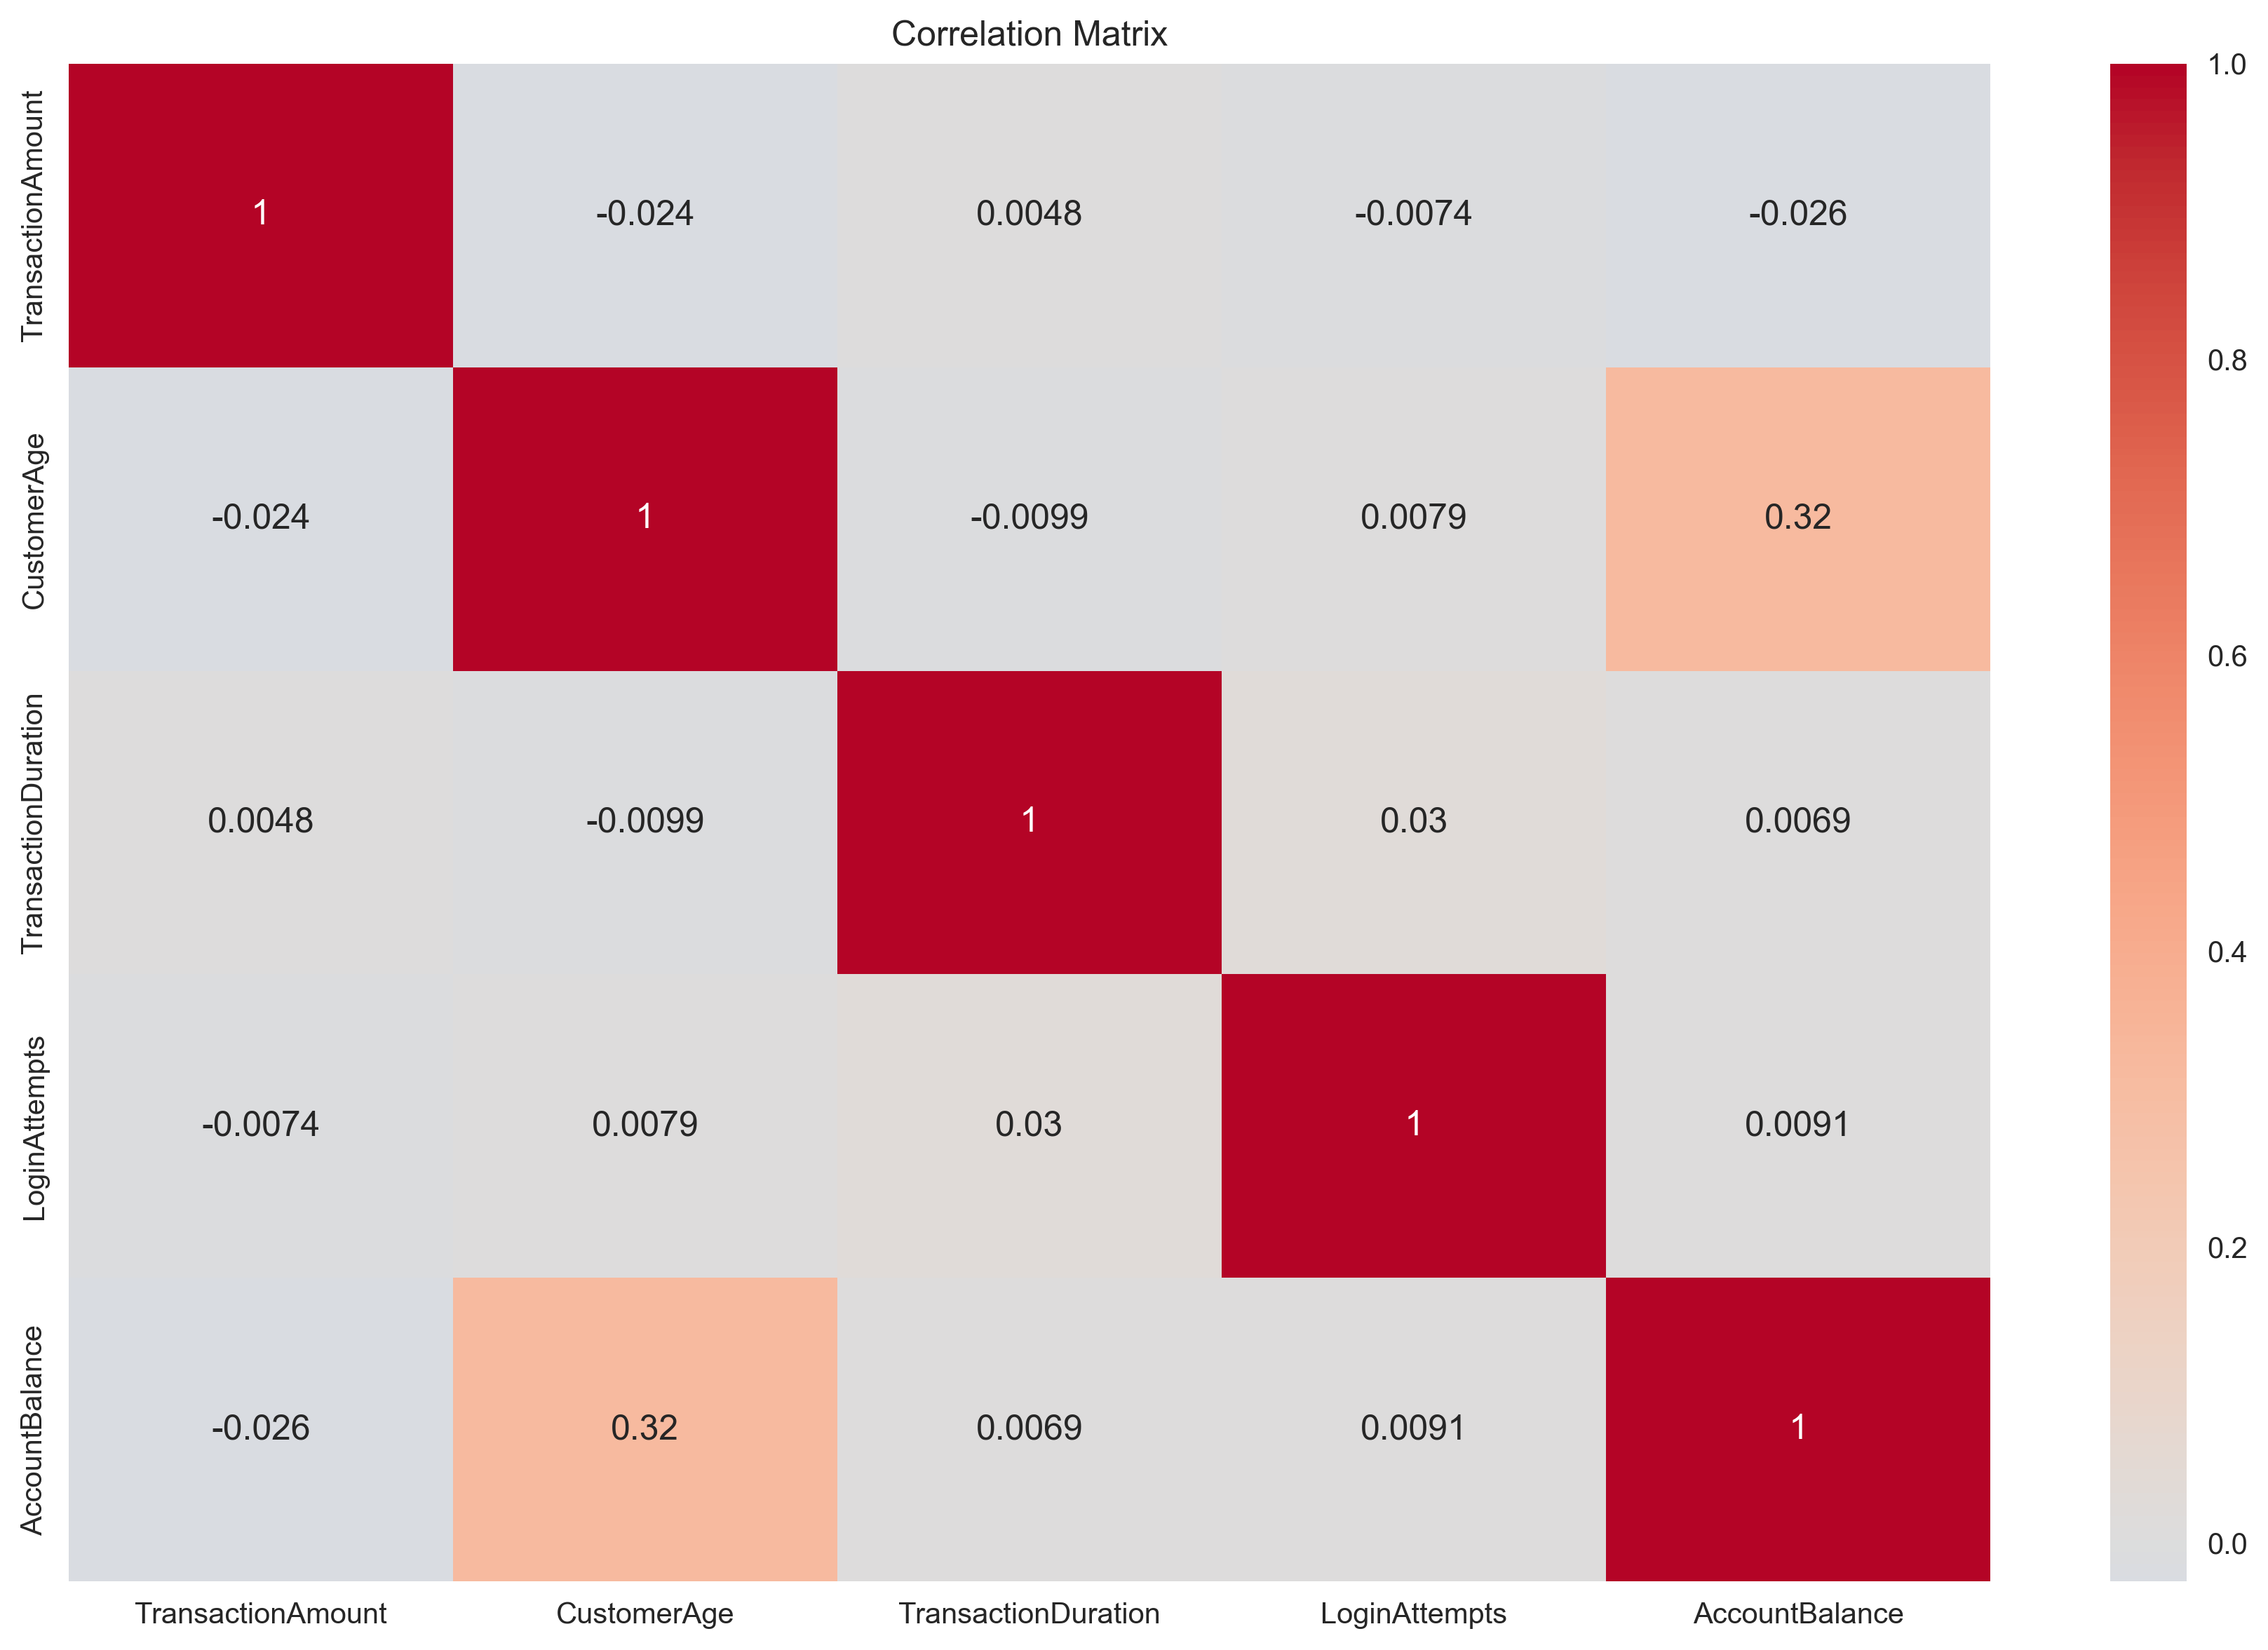 Correlation Matrix
TransactionAmount
1 -0.024 0.0048 -0.0074 -0.026
CustomerAge
-0.024 1 -0.0099 0.0079 0.32
TransactionDuration
0.0048 -0.0099 1 0.03 0.0069
LoginAttempts
-0.0074 0.0079 0.03 1 0.0091
AccountBalance
-0.026 0.32 0.0069 0.0091 1
TransactionAmount CustomerAge TransactionDuration LoginAttempts AccountBalance
1.0
0.8
0.6
0.4
0.2
0.0